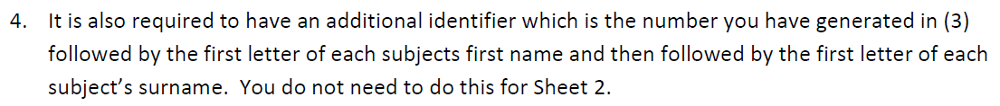 4. It is also required to have an additional identifier which is the number you have generated in (3)
followed by the first letter of each subjects first name and then followed by the first letter of each
subject’s surname.  You do not need to do this for Sheet 2.